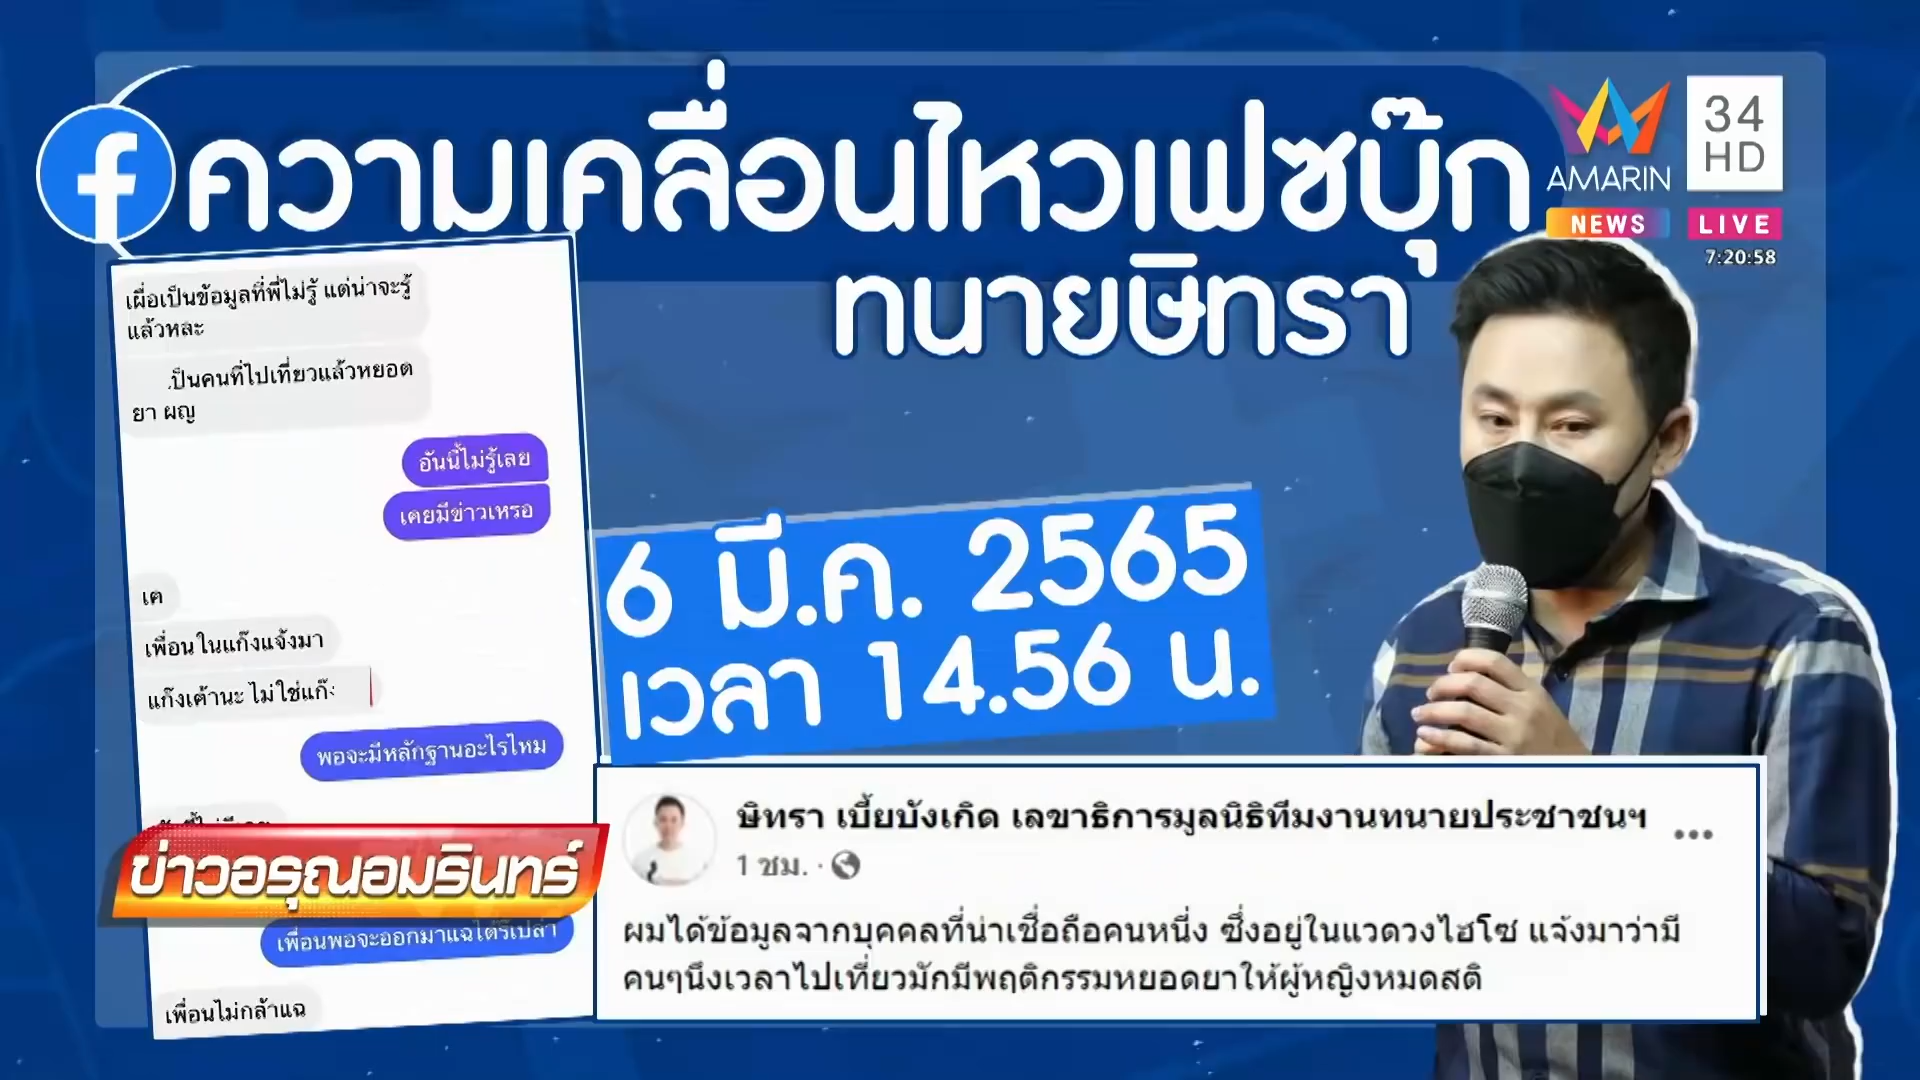 ความเคลื่อนไหวเฟซบุ๊ก
ทนายษิทรา
AMARIN
NEWS
34
HD
LIVE
7:20:58
เผื่อเป็นข้อมูลที่พี่ไม่รู้ แต่น่าจะรู้
แล้วหละ
เป็นคนที่ไปเที่ยวแล้วหยอด
ยา ผญ
อันนี้ไม่รู้เลย
เคยมีข่าวเหรอ
เค
เพื่อนในแก๊งแจ้งมา
แก๊งเต้านะ ไม่ใช่แก๊ง
พอจะมีหลักฐานอะไรไหม
เพื่อนพอจะออกมาแฉได้รึเปล่า
เพื่อนไม่กล้าแฉ
6 มี.ค. 2565
เวลา 14.56 น.
ษิทรา เบี้ยบังเกิด เลขาธิการมูลนิธิทีมงานทนายประชาชนฯ
1 ชม.
ผมได้ข้อมูลจากบุคคลที่น่าเชื่อถือคนหนึ่ง ซึ่งอยู่ในแวดวงไฮโซ แจ้งมาว่ามี
คนๆนึงเวลาไปเที่ยวมักมีพฤติกรรมหยอดยาให้ผู้หญิงหมดสติ
ข่าวอรุณอมรินทร์